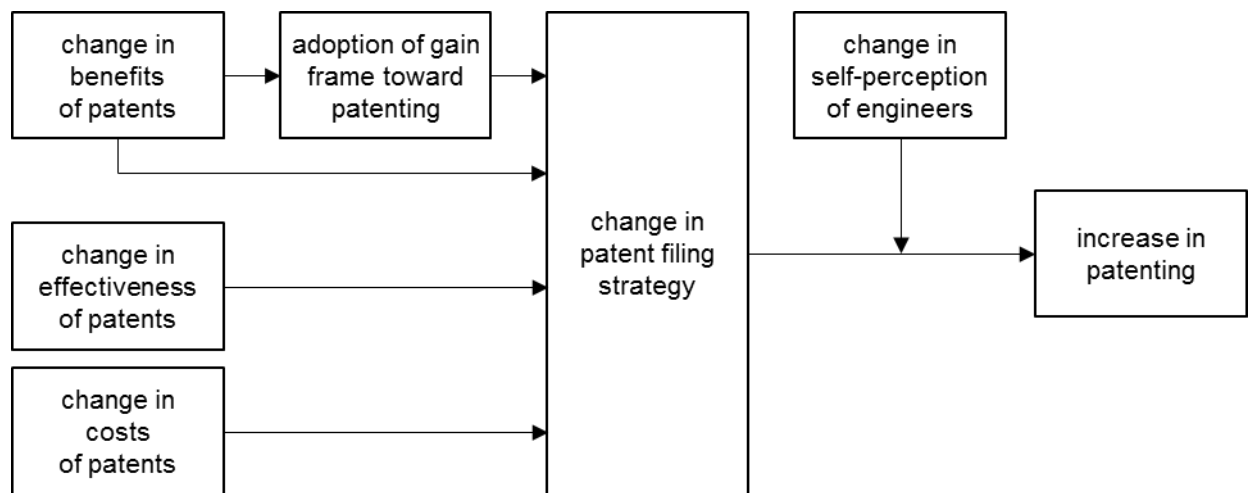 change in
benefits
of patents
adoption of gain
frame toward
patenting
change in
effectiveness
of patents
change in
costs
of patents
change in
patent filing
strategy
change in
self-perception
of engineers
increase in
patenting